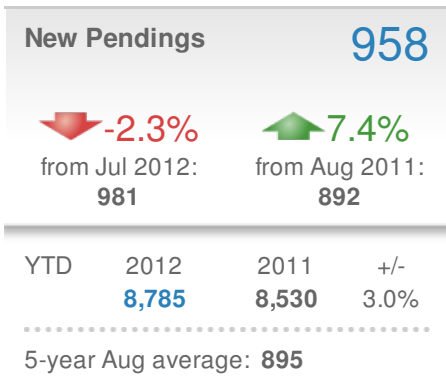 New Pendings 958
-2.3% 7.4%
from Jul 2012: from Aug 2011:
981 892
YTD 2012 2011 +/-
8,785 8,530 3.0%
5-year Aug average: 895